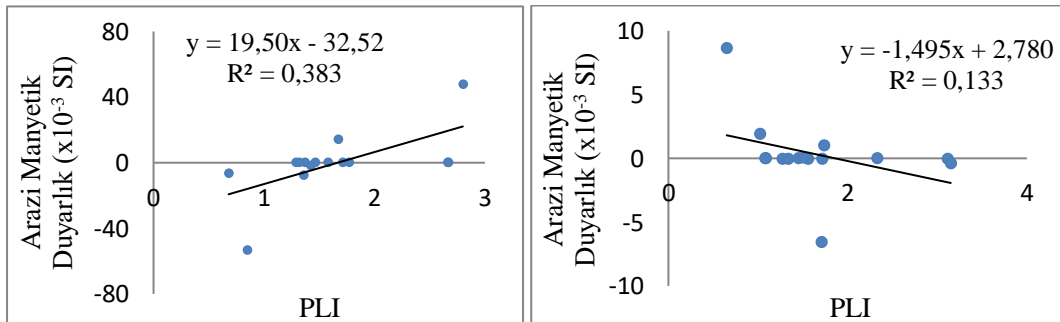 y = 19,50x - 32,52
R² = 0,383
80
40
0
-40
-80
0
1
2
3
Arazi Manyetik
Duyarlık (x10⁻³ SI)
PLI
y = -1,495x + 2,780
R² = 0,133
10
5
0
-5
-10
0
2
4
Arazi Manyetik
Duyarlık (x10⁻³ SI)
PLI